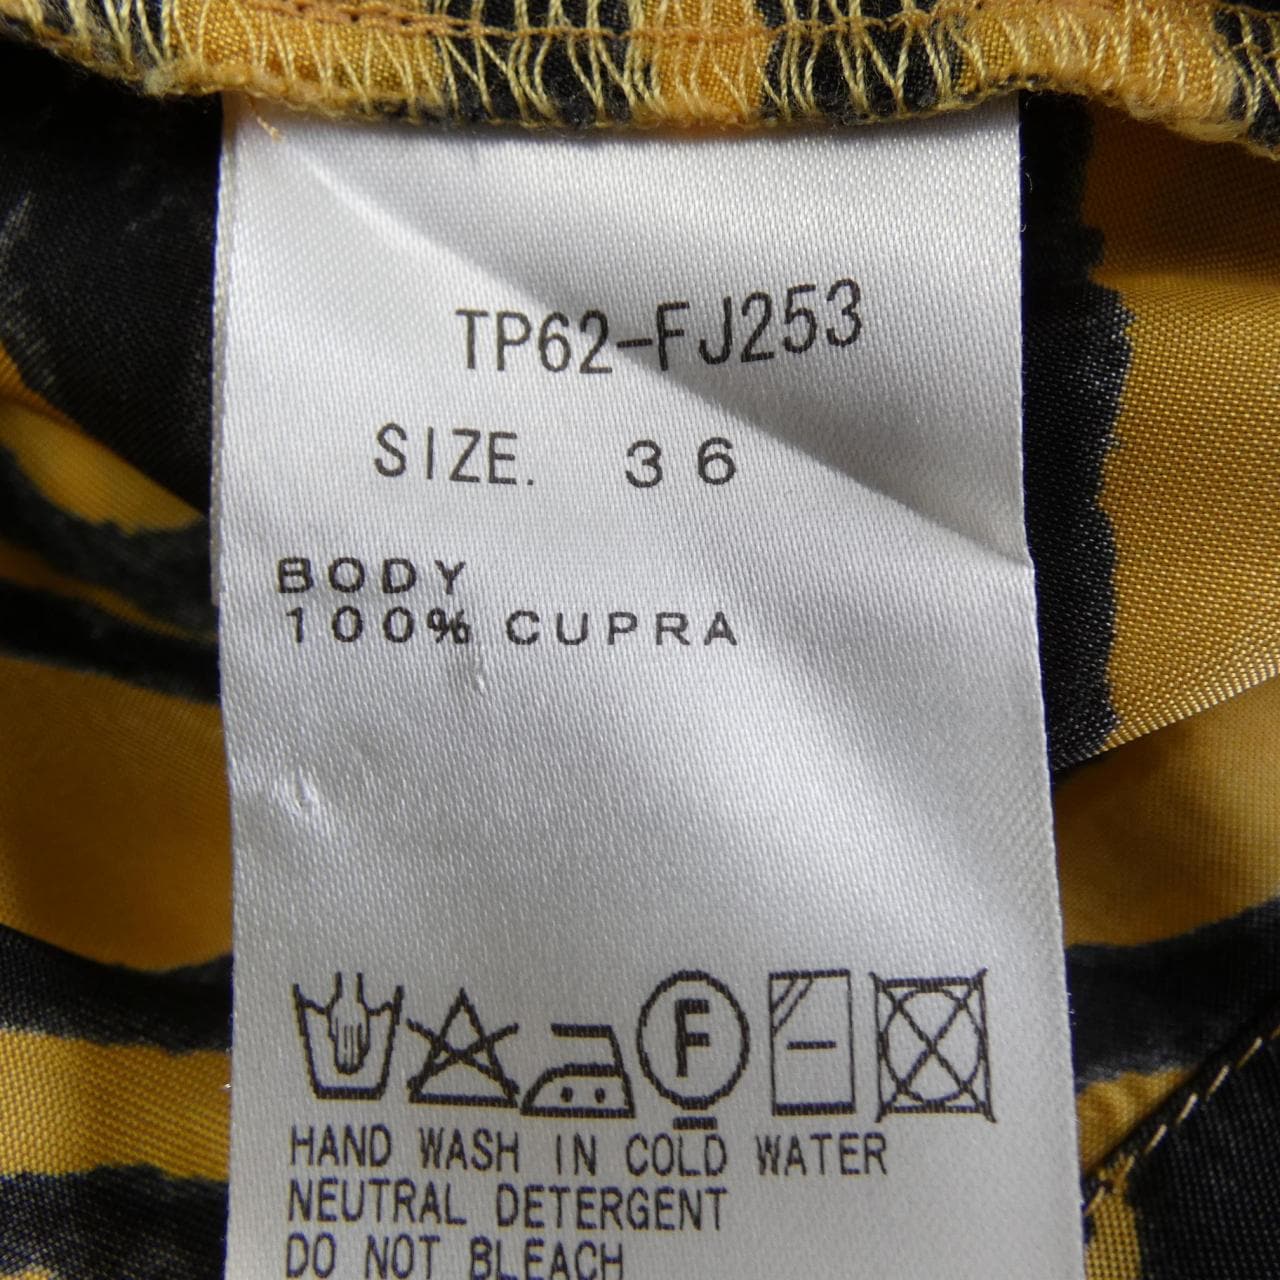 TP62-FJ253
SIZE. 36
BODY
100% CUPRA
F
HAND WASH IN COLD WATER
NEUTRAL DETERGENT
DO NOT BLEACH